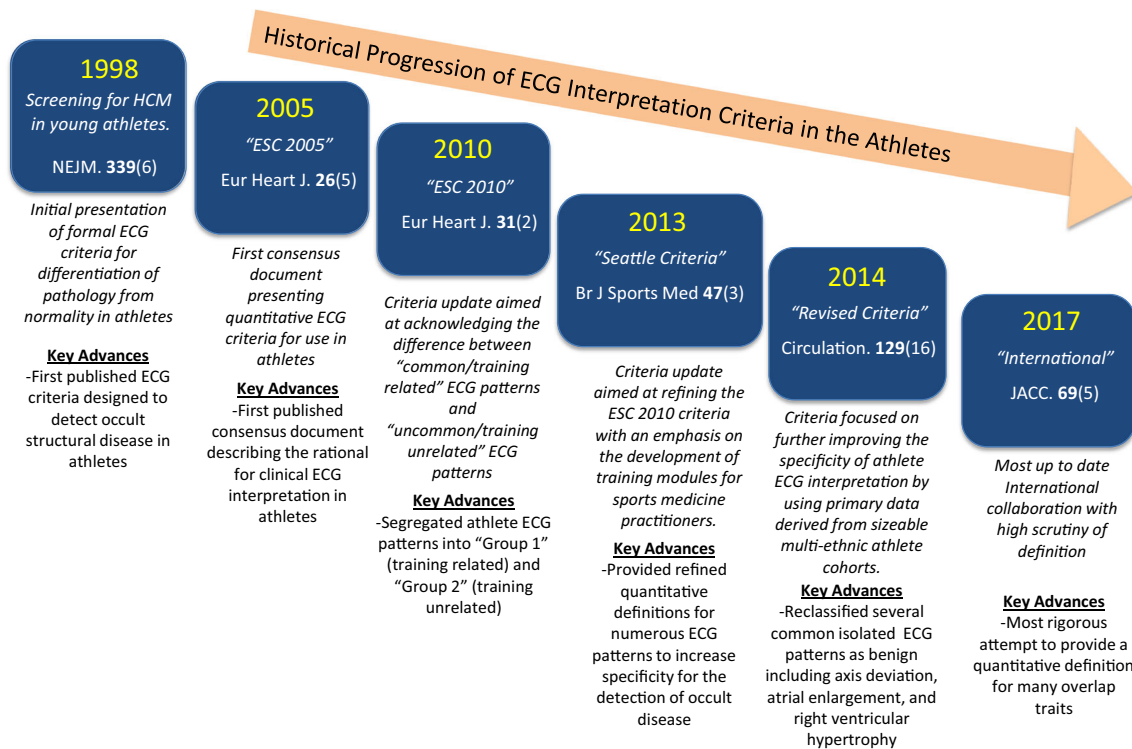 Historical Progression of ECG Interpretation Criteria in the Athletes
1998
Screening for HCM
in young athletes.
NEJM. 339(6)
Initial presentation
of formal ECG
criteria for
differentiation of
pathology from
normality in athletes
Key Advances
-First published ECG
criteria designed to
detect occult
structural disease in
athletes
2005
“ESC 2005”
Eur Heart J. 26(5)
First consensus
document
presenting
quantitative ECG
criteria for use in
athletes
Key Advances
-First published
consensus document
describing the rational
for clinical ECG
interpretation in
athletes
2010
“ESC 2010”
Eur Heart J. 31(2)
Criteria update aimed
at acknowledging the
difference between
“common/training
related” ECG patterns
and
“uncommon/training
unrelated” ECG
patterns
Key Advances
-Segregated athlete ECG
patterns into “Group 1”
(training related) and
“Group 2” (training
unrelated)
2013
“Seattle Criteria”
Br J Sports Med 47(3)
Criteria update
aimed at refining the
ESC 2010 criteria
with an emphasis on
the development of
training modules for
sports medicine
practitioners.
Key Advances
-Provided refined
quantitative
definitions for
numerous ECG
patterns to increase
specificity for the
detection of occult
disease
2014
“Revised Criteria”
Circulation. 129(16)
Criteria focused on
further improving the
specificity of athlete
ECG interpretation by
using primary data
derived from sizeable
multi-ethnic athlete
cohorts.
Key Advances
-Reclassified several
common isolated ECG
patterns as benign
including axis deviation,
atrial enlargement, and
right ventricular
hypertrophy
2017
“International”
JACC. 69(5)
Most up to date
International
collaboration with
high scrutiny of
definition
Key Advances
-Most rigorous
attempt to provide a
quantitative definition
for many overlap
traits